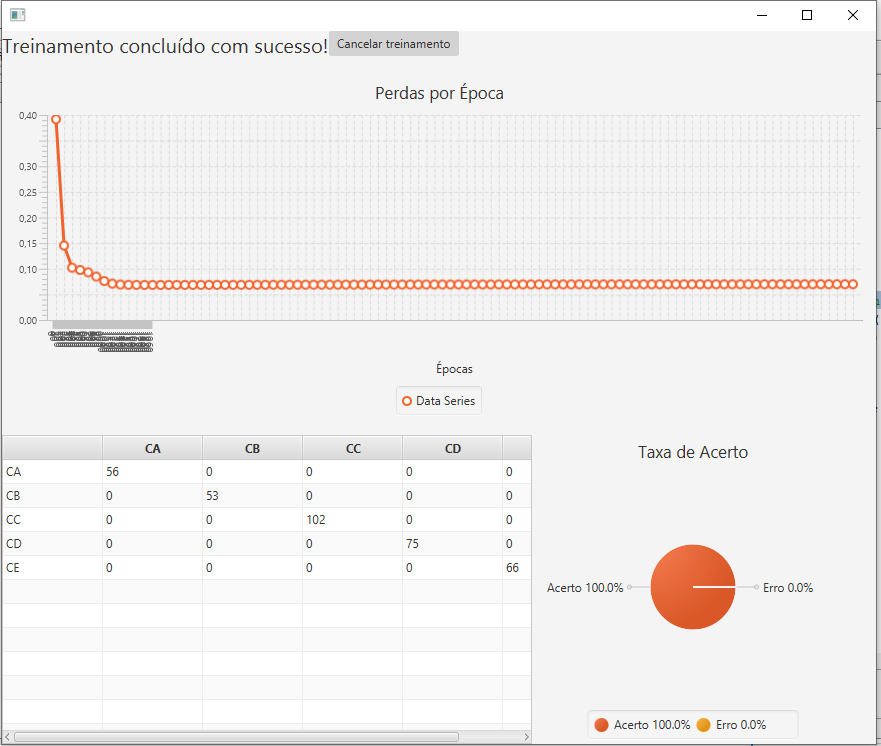 Treinamento concluído com sucesso! Cancelar treinamento
Perdas por Época
0,40
0,30
0,25
0,20
0,15
0,10
0,00
Épocas
Data Series
CA CB CC CD
CA 56 0 0 0 0
CB 0 53 0 0 0
CC 0 0 102 0 0
CD 0 0 0 75 0
CE 0 0 0 0 66
Taxa de Acerto
Acerto 100.0% Erro 0.0%
Acerto 100.0% Erro 0.0%